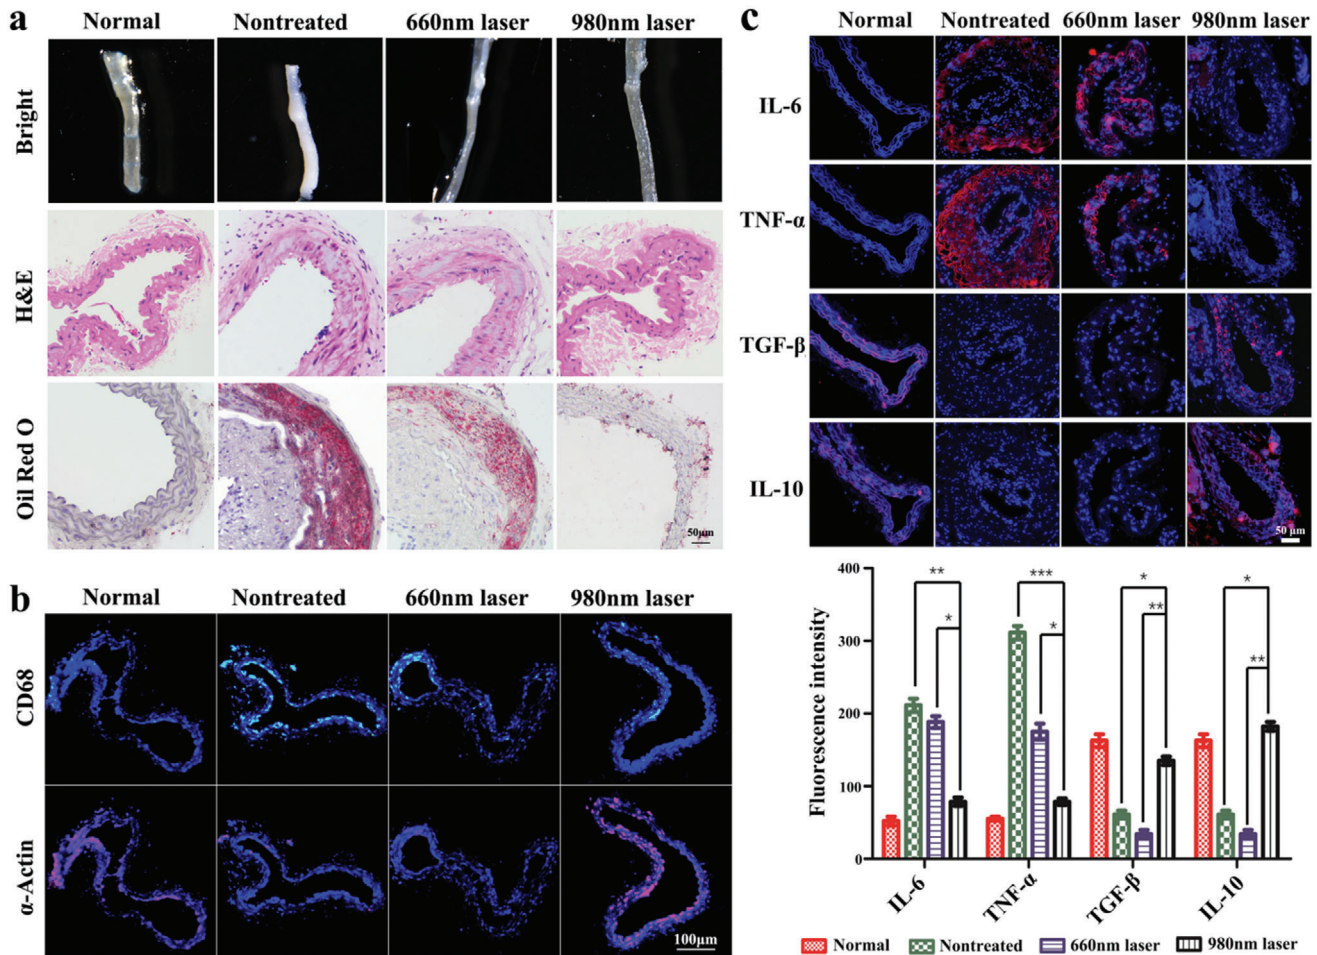 a
Normal Nontreated 660nm laser 980nm laser
Bright
H&E
Oil Red O
50μm
b
Normal Nontreated 660nm laser 980nm laser
CD68
α-Actin
100μm
c
Normal Nontreated 660nm laser 980nm laser
IL-6
TNF-α
TGF-β
IL-10
50 μm
Fluorescence intensity
400
300
200
100
0
** *** * *
* * ** **
IL-6 TNF-α TGF-β IL-10
Normal Nontreated 660nm laser 980nm laser